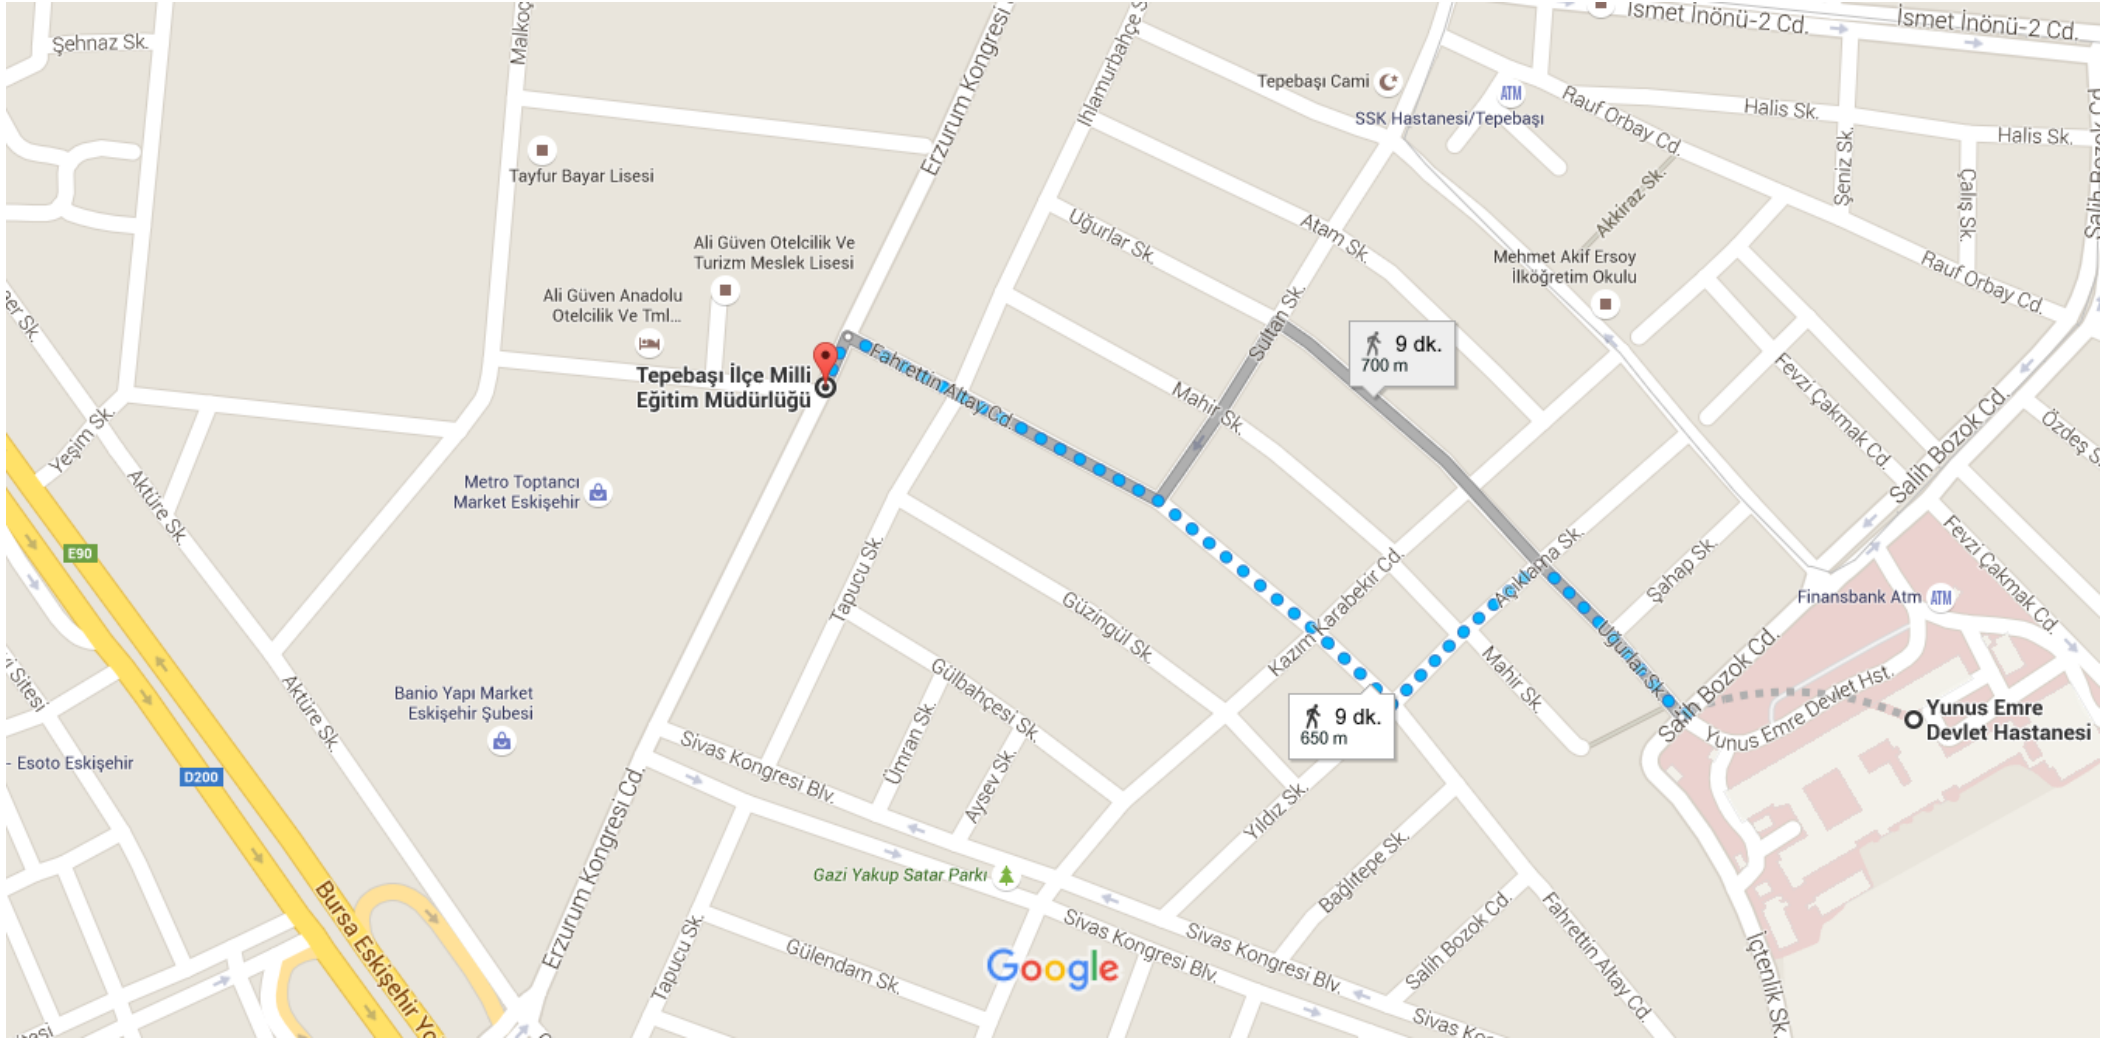 Şehnaz Sk.
Erzurum Kongresi
Ihlamurbahçe
İsmet İnönü-2 Cd.
İsmet İnönü-2 Cd.
Tepebaşı Cami
ATM
SSK Hastanesi/Tepebaşı
Rauf Orbay Cd.
Halis Sk.
Halis Sk.
Şeniz Sk.
Çalış Sk.
Akkiraz Sk.
Tayfur Bayar Lisesi
Uğurlar Sk.
Atam Sk.
Ali Güven Otelcilik Ve
Turizm Meslek Lisesi
Mehmet Akif Ersoy
İlköğretim Okulu
Rauf Orbay Cd.
Ali Güven Anadolu
Otelcilik Ve Tml...
Sultan Sk.
9 dk.
700 m
Fahrettin Altay Cd.
Tepebaşı İlçe Milli
Eğitim Müdürlüğü
Mahir Sk.
Fevzi Çakmak Cd.
Salih Bozok Cd.
Özdeş S
Yeşim Sk.
Aktüre Sk.
Metro Toptancı
Market Eskişehir
E90
Tapucu Sk.
Kazım Karabekir Cd.
Açıklama Sk.
Şahap Sk.
Fevzi Çakmak Cd.
Finansbank Atm
ATM
Güzingül Sk.
Uğurlar Sk.
Mahir Sk.
Salih Bozok Cd.
Yunus Emre Devlet Hst.
Yunus Emre
Devlet Hastanesi
Gülbahçesi Sk.
Sitesi
Aktüre Sk.
Banio Yapı Market
Eskişehir Şubesi
9 dk.
650 m
Sivas Kongresi Blv.
Ümran Sk.
Aysev Sk.
- Esoto Eskişehir
D200
Yıldız Sk.
Bağlıtepe Sk.
Erzurum Kongresi Cd.
Gazi Yakup Satar Parkı
Bursa Eskişehir Yo
Tapucu Sk.
Gülendam Sk.
Google
Sivas Kongresi Blv.
Sivas Kongresi Blv.
Salih Bozok Cd.
Fahrettin Altay Cd.
İçtenlik Sk.
Sivas Ko